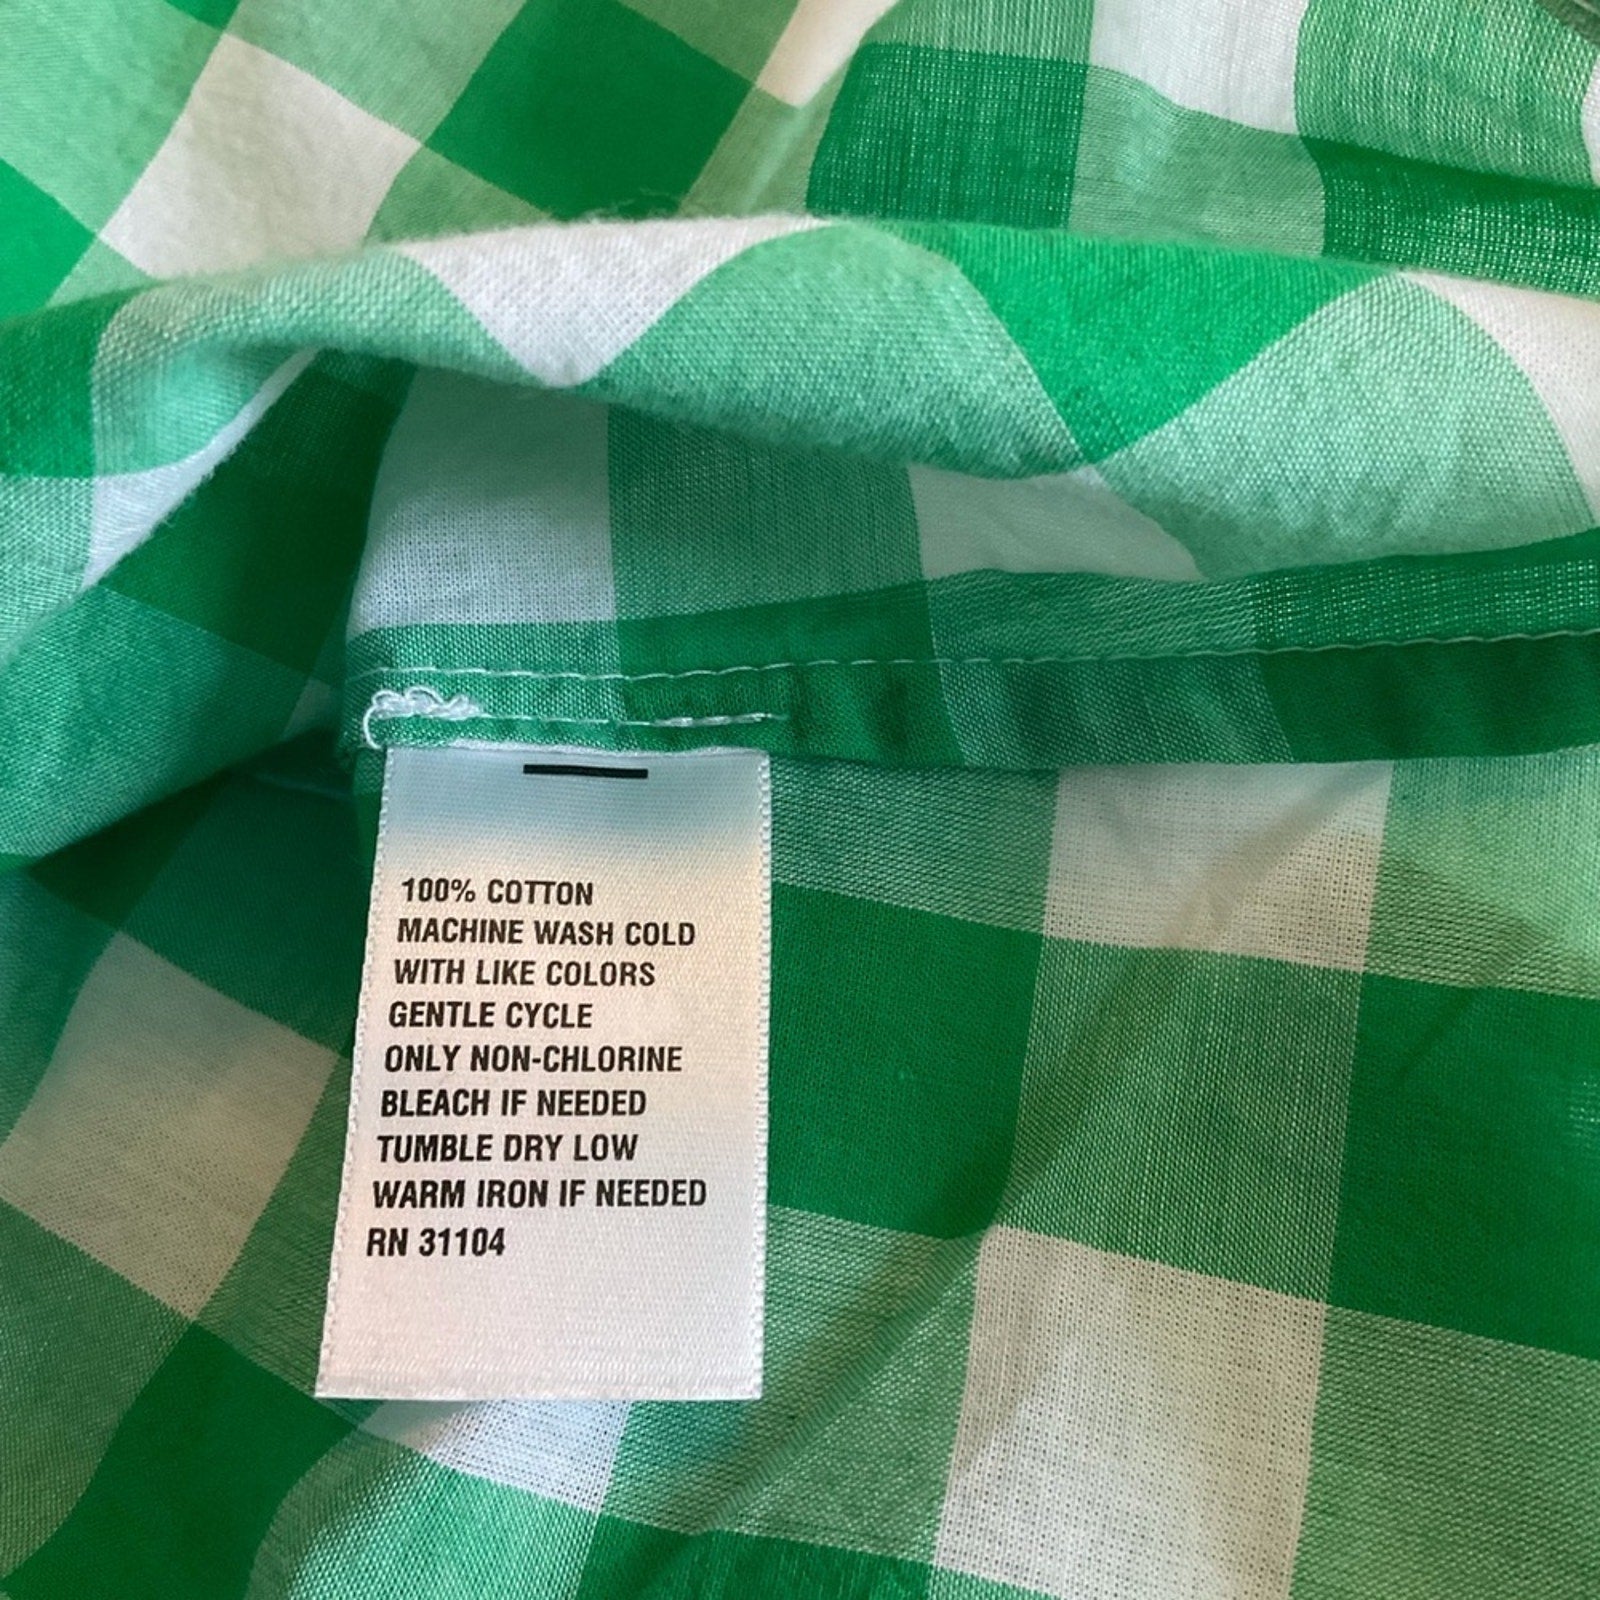 100% COTTON
MACHINE WASH COLD
WITH LIKE COLORS
GENTLE CYCLE
ONLY NON-CHLORINE
BLEACH IF NEEDED
TUMBLE DRY LOW
WARM IRON IF NEEDED
RN 31104